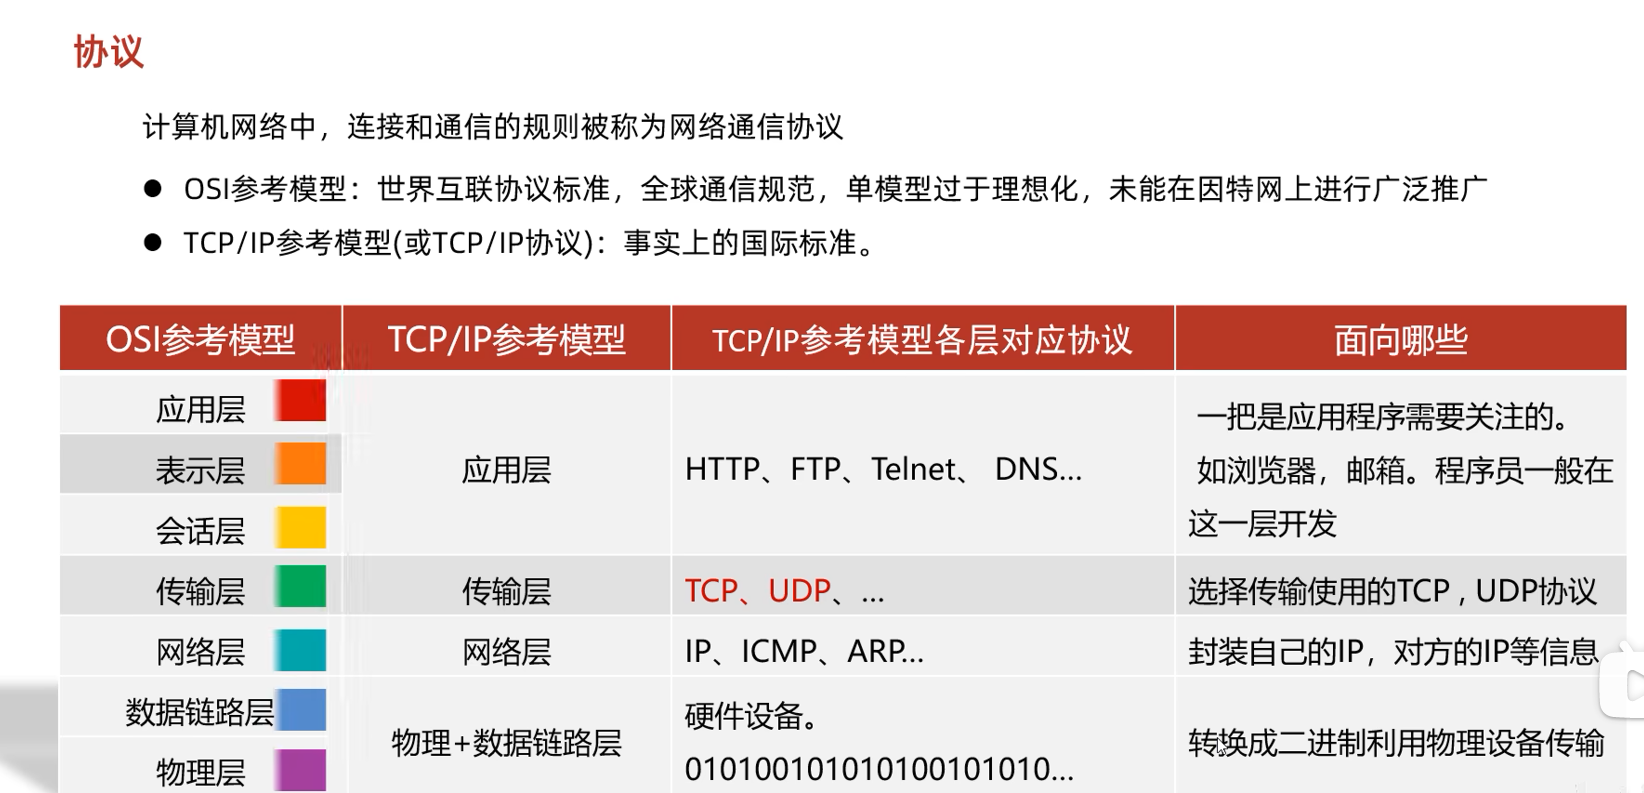 协议
计算机网络中，连接和通信的规则被称为网络通信协议
● OSI参考模型：世界互联协议标准，全球通信规范，单模型过于理想化，未能在因特网上进行广泛推广
● TCP/IP参考模型(或TCP/IP协议)：事实上的国际标准。
OSI参考模型 TCP/IP参考模型 TCP/IP参考模型各层对应协议 面向哪些
应用层
表示层
会话层
应用层
HTTP、FTP、Telnet、 DNS...
一把是应用程序需要关注的。
如浏览器，邮箱。程序员一般在
这一层开发
传输层 传输层 TCP、UDP、... 选择传输使用的TCP , UDP协议
网络层 网络层 IP、ICMP、ARP... 封装自己的IP，对方的IP等信息
数据链路层
物理层
物理+数据链路层
硬件设备。
010100101010100101010...
转换成二进制利用物理设备传输